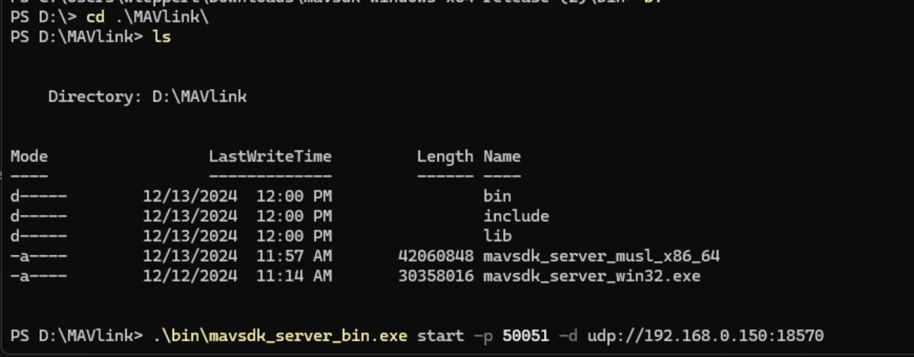 PS D:\> cd .\MAVlink\
PS D:\MAVlink> ls
Directory: D:\MAVlink
Mode LastWriteTime Length Name
---- ------------- ------ ----
d----- 12/13/2024 12:00 PM bin
d----- 12/13/2024 12:00 PM include
d----- 12/13/2024 12:00 PM lib
-a---- 12/13/2024 11:57 AM 42060848 mavsdk_server_musl_x86_64
-a---- 12/12/2024 11:14 AM 30358016 mavsdk_server_win32.exe
PS D:\MAVlink> .\bin\mavsdk_server_bin.exe start -p 50051 -d udp://192.168.0.150:18570